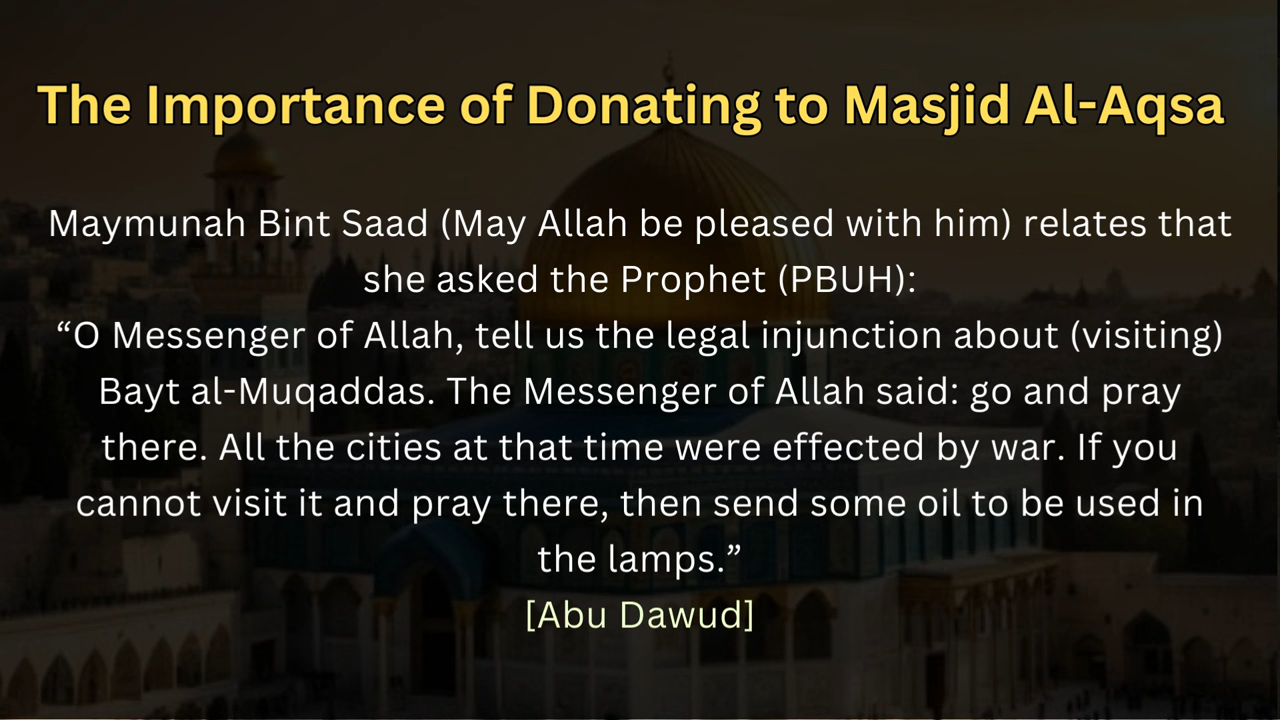 The Importance of Donating to Masjid Al-Aqsa
Maymunah Bint Saad (May Allah be pleased with him) relates that
she asked the Prophet (PBUH):
“O Messenger of Allah, tell us the legal injunction about (visiting)
Bayt al-Muqaddas. The Messenger of Allah said: go and pray
there. All the cities at that time were effected by war. If you
cannot visit it and pray there, then send some oil to be used in
the lamps.”
[Abu Dawud]